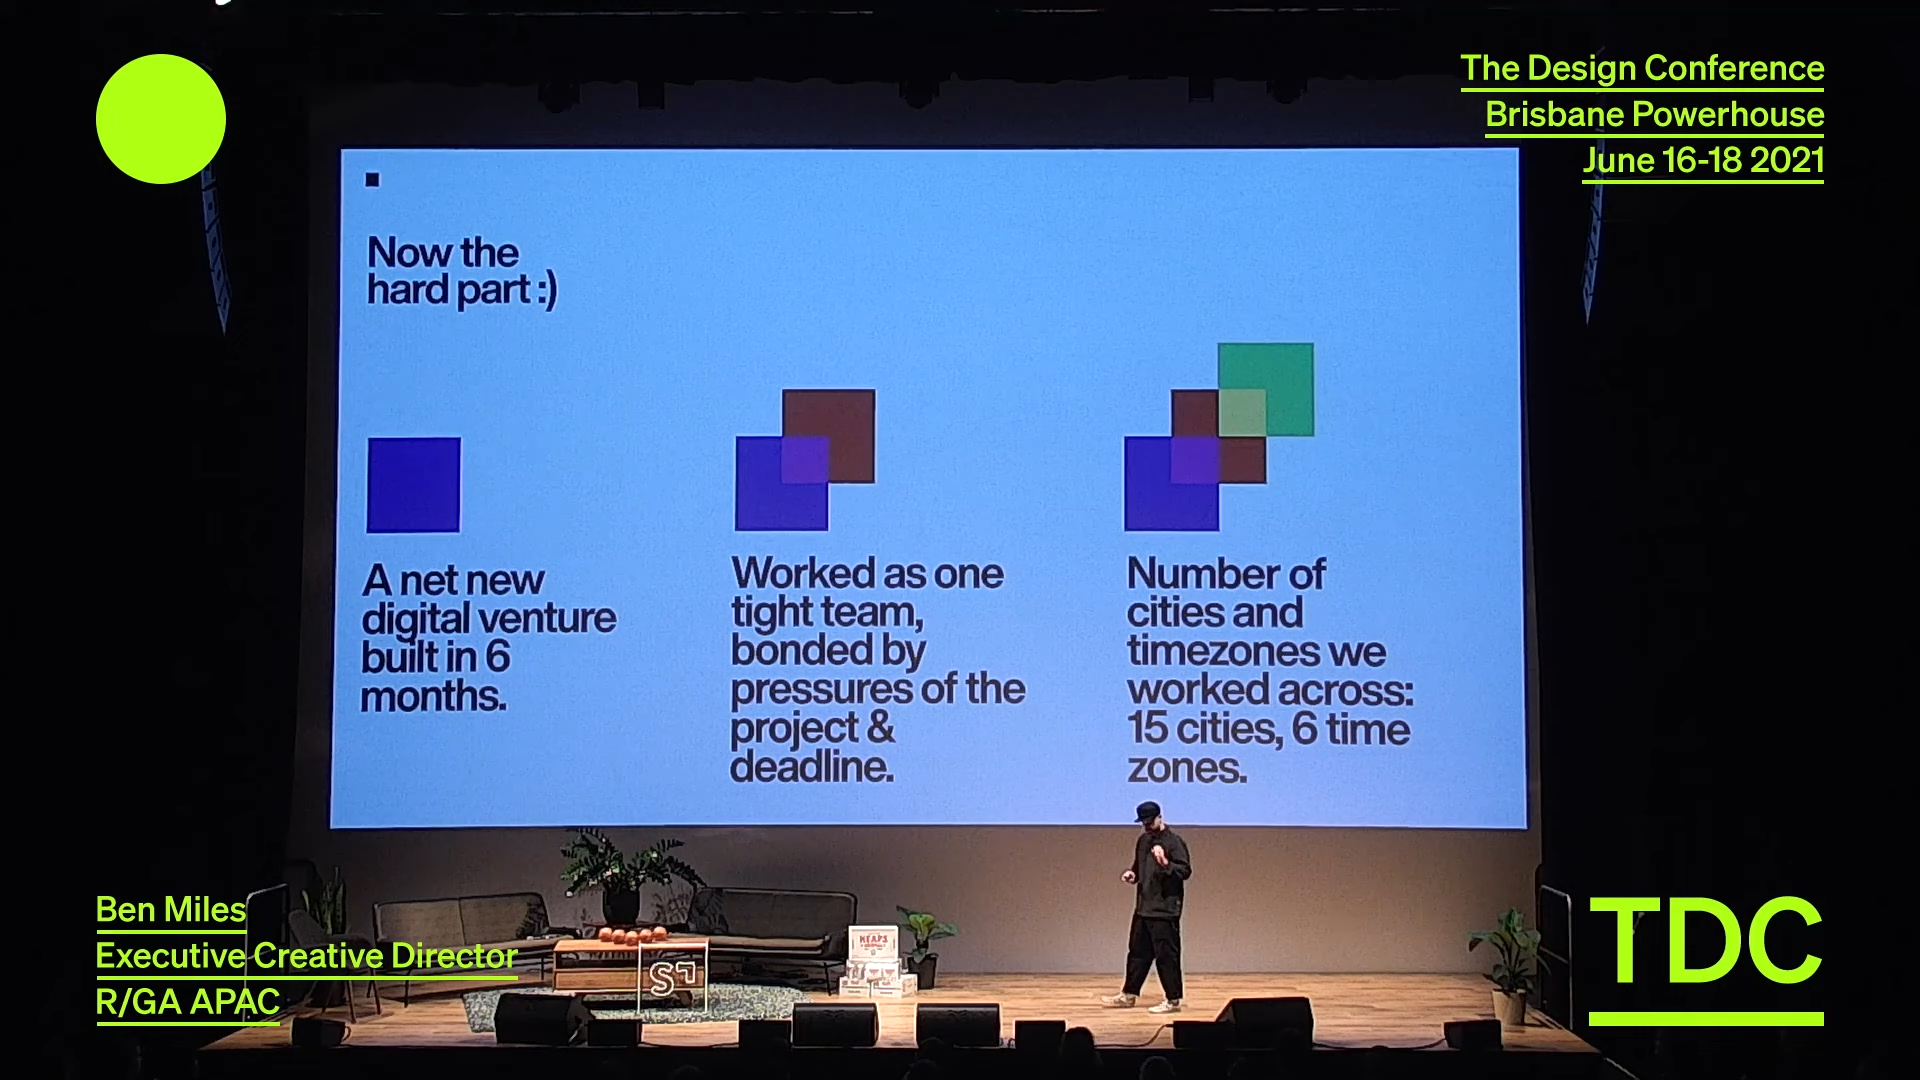 The Design Conference
Brisbane Powerhouse
June 16-18 2021
Now the
hard part :)
A net new
digital venture
built in 6
months.
Worked as one
tight team,
bonded by
pressures of the
project &
deadline.
Number of
cities and
timezones we
worked across:
15 cities, 6 time
zones.
HEAPS
Ben Miles
Executive Creative Director
R/GA APAC
TDC